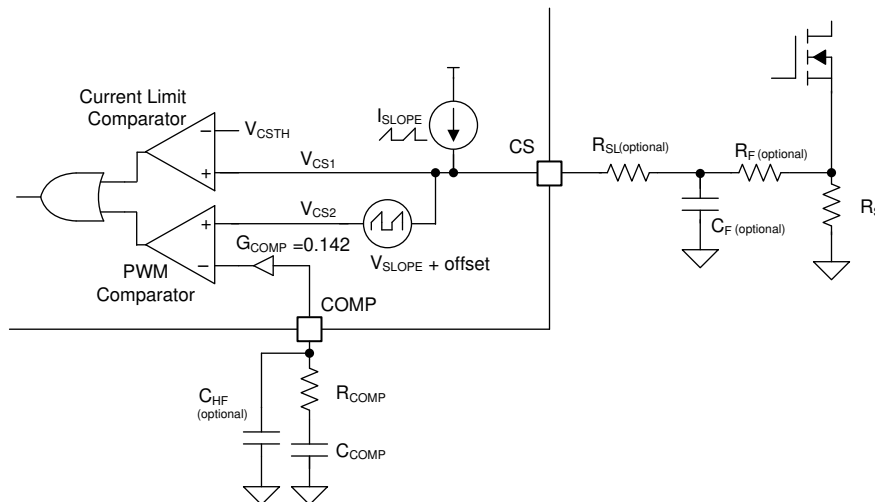 Current Limit
Comparator
V_CSTH
V_CS1
I_SLOPE
CS
R_SL(optional)
R_F (optional)
C_F (optional)
V_CS2
G_COMP =0.142
V_SLOPE + offset
PWM
Comparator
COMP
C_HF
(optional)
R_COMP
C_COMP